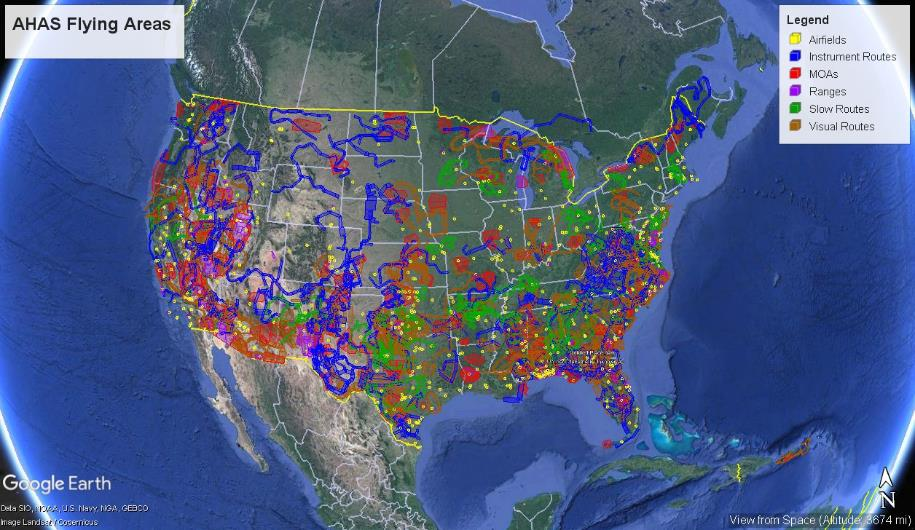 AHAS Flying Areas
Legend
Airfields
Instrument Routes
MOAs
Ranges
Slow Routes
Visual Routes
Google Earth
Data SIO, NOAA, U.S. Navy, NGA, GEBCO
Image Landsat / Copernicus
N
View from Space (Altitude: 3674 mi)